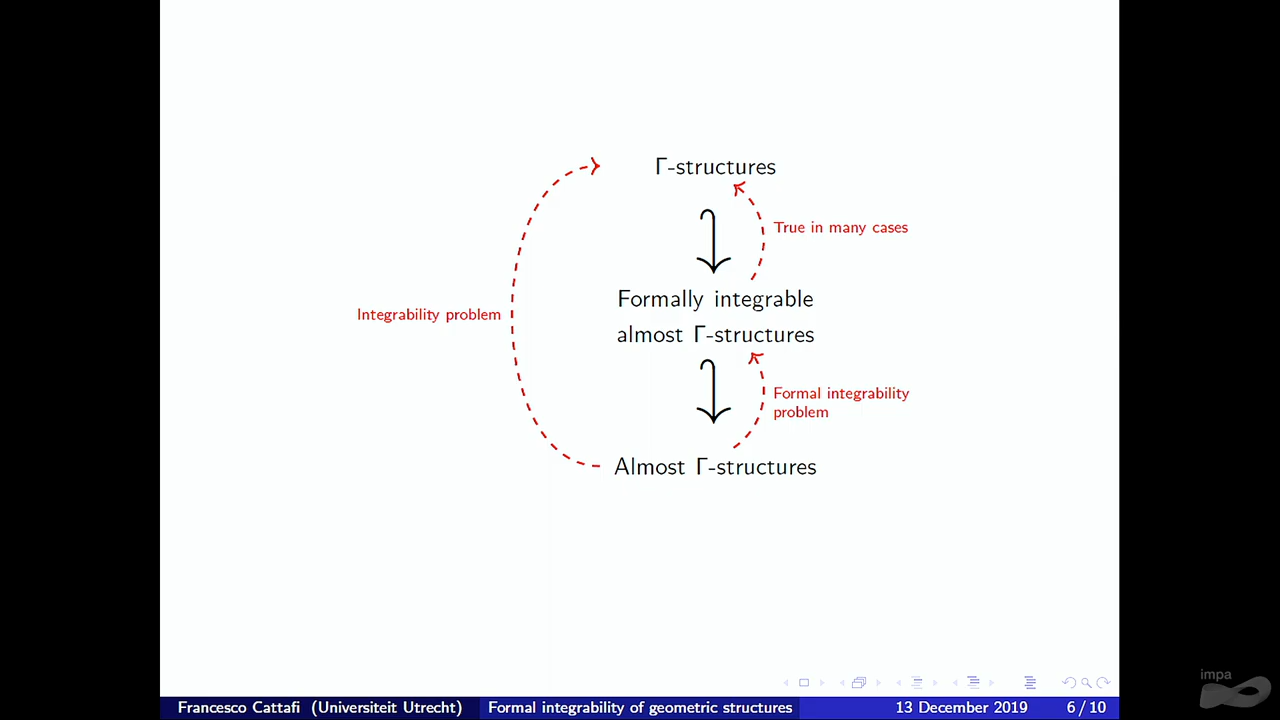 Γ-structures
True in many cases
Formally integrable
almost Γ-structures
Integrability problem
Formal integrability
problem
Almost Γ-structures
impa
Francesco Cattafi (Universiteit Utrecht) Formal integrability of geometric structures 13 December 2019 6 / 10